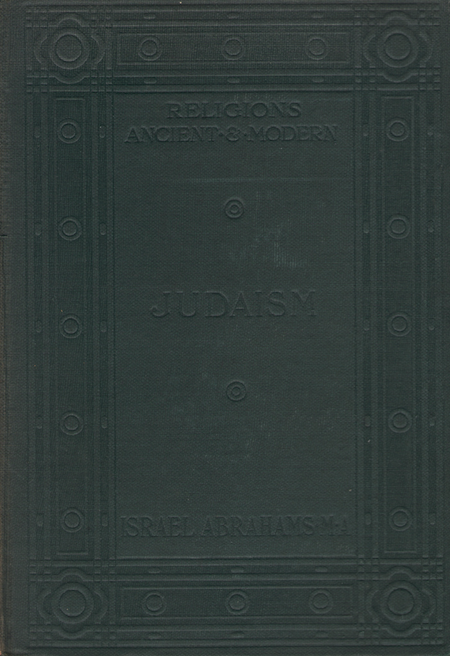 RELIGIONS
ANCIENT·&·MODERN
JUDAISM
ISRAEL ABRAHAMS·M·A